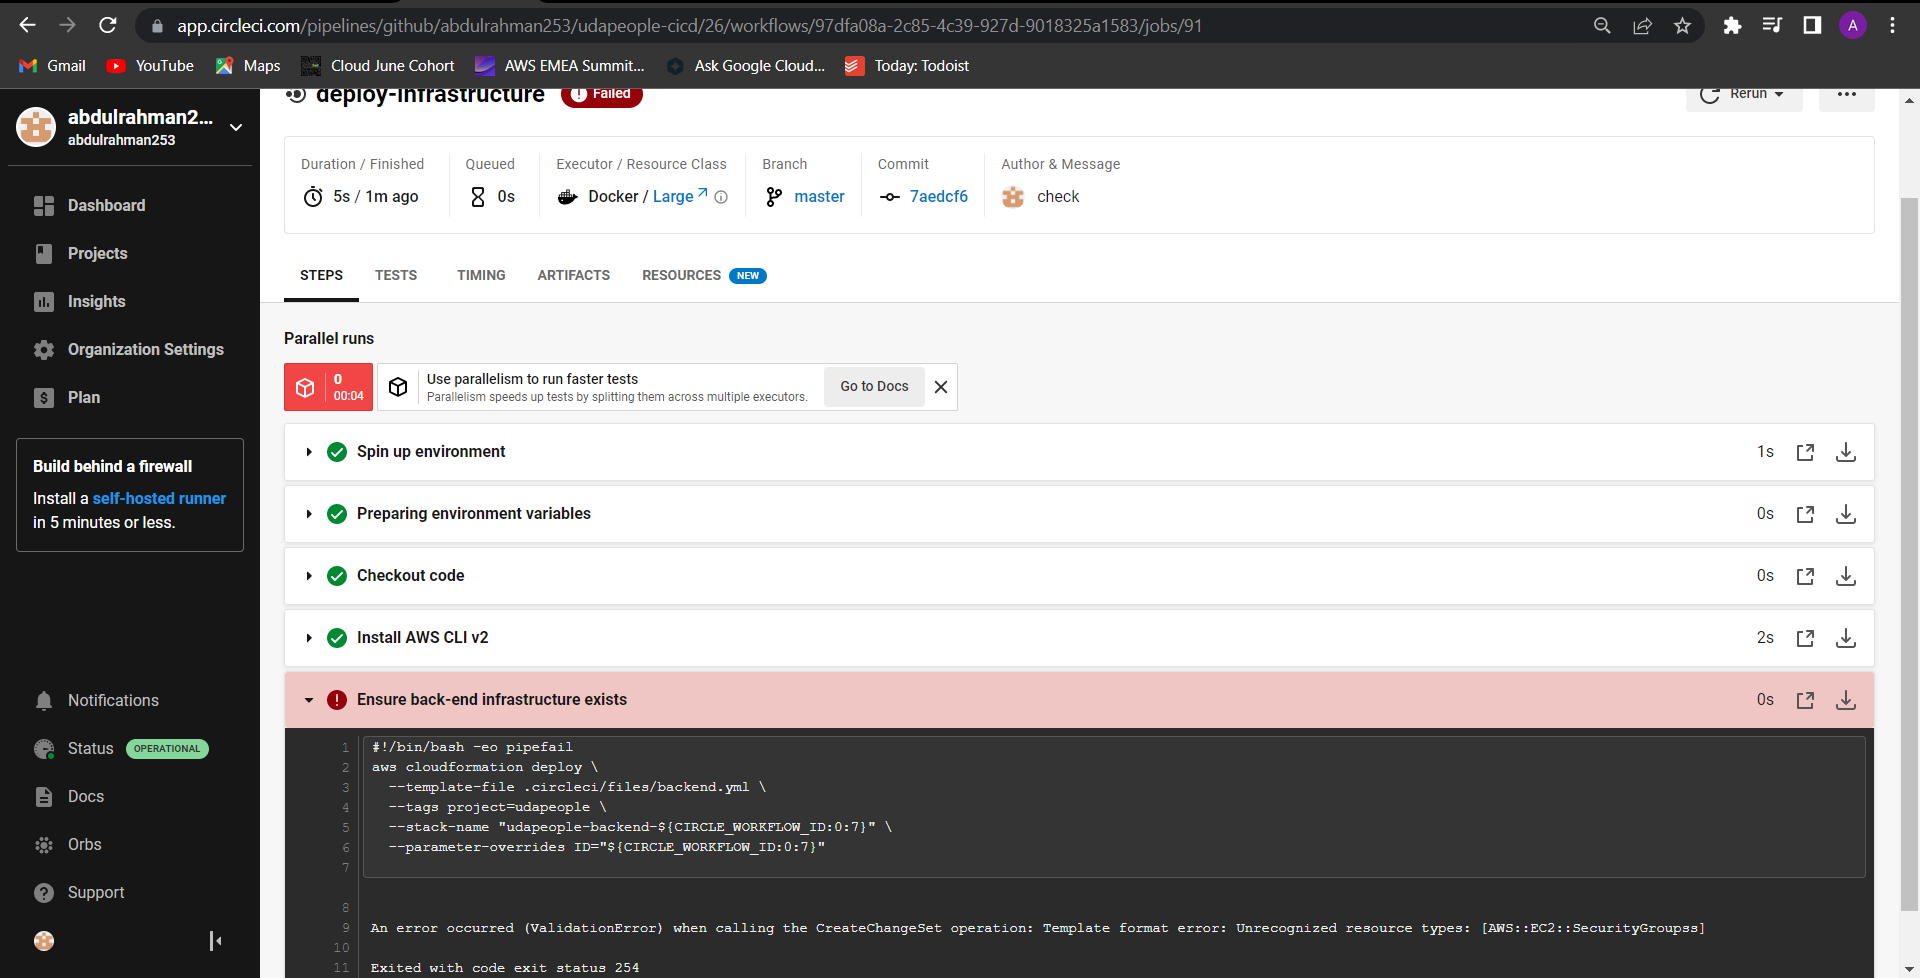 app.circleci.com/pipelines/github/abdulrahman253/udapeople-cicd/26/workflows/97dfa08a-2c85-4c39-927d-9018325a1583/jobs/91
A
Gmail
YouTube
Maps
Cloud June Cohort
AWS EMEA Summit...
Ask Google Cloud...
Today: Todoist
abdulrahman2...
abdulrahman253
Dashboard
Projects
Insights
Organization Settings
$ Plan
Build behind a firewall
Install a self-hosted runner
in 5 minutes or less.
Notifications
Status OPERATIONAL
Docs
Orbs
? Support
deploy-infrastructure
! Failed
Rerun
...
Duration / Finished
5s / 1m ago
Queued
0s
Executor / Resource Class
Docker / Large
Branch
master
Commit
7aedcf6
Author & Message
check
STEPS
TESTS
TIMING
ARTIFACTS
RESOURCES NEW
Parallel runs
0
00:04
Use parallelism to run faster tests
Parallelism speeds up tests by splitting them across multiple executors.
Go to Docs
Spin up environment 1s
Preparing environment variables 0s
Checkout code 0s
Install AWS CLI v2 2s
! Ensure back-end infrastructure exists 0s
1 #!/bin/bash -eo pipefail
2 aws cloudformation deploy \
3 --template-file .circleci/files/backend.yml \
4 --tags project=udapeople \
5 --stack-name "udapeople-backend-${CIRCLE_WORKFLOW_ID:0:7}" \
6 --parameter-overrides ID="${CIRCLE_WORKFLOW_ID:0:7}"
7
8
9 An error occurred (ValidationError) when calling the CreateChangeSet operation: Template format error: Unrecognized resource types: [AWS::EC2::SecurityGroupss]
10
11 Exited with code exit status 254